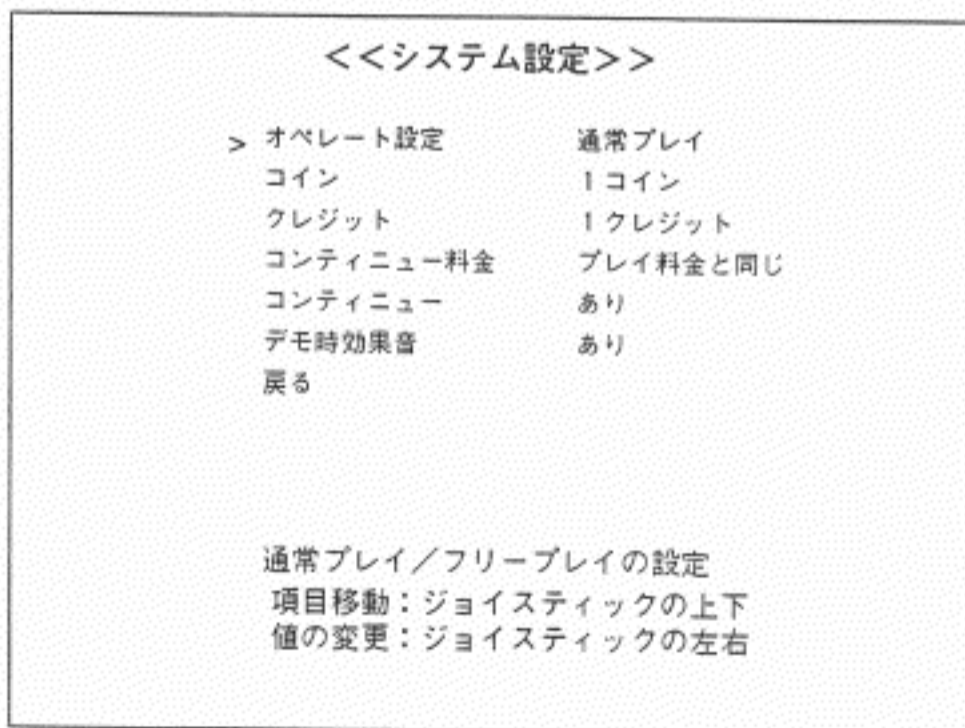 <<システム設定>>
> オペレート設定 通常プレイ
コイン 1コイン
クレジット 1クレジット
コンティニュー料金 プレイ料金と同じ
コンティニュー あり
デモ時効果音 あり
戻る
通常プレイ／フリープレイの設定
項目移動：ジョイスティックの上下
値の変更：ジョイスティックの左右